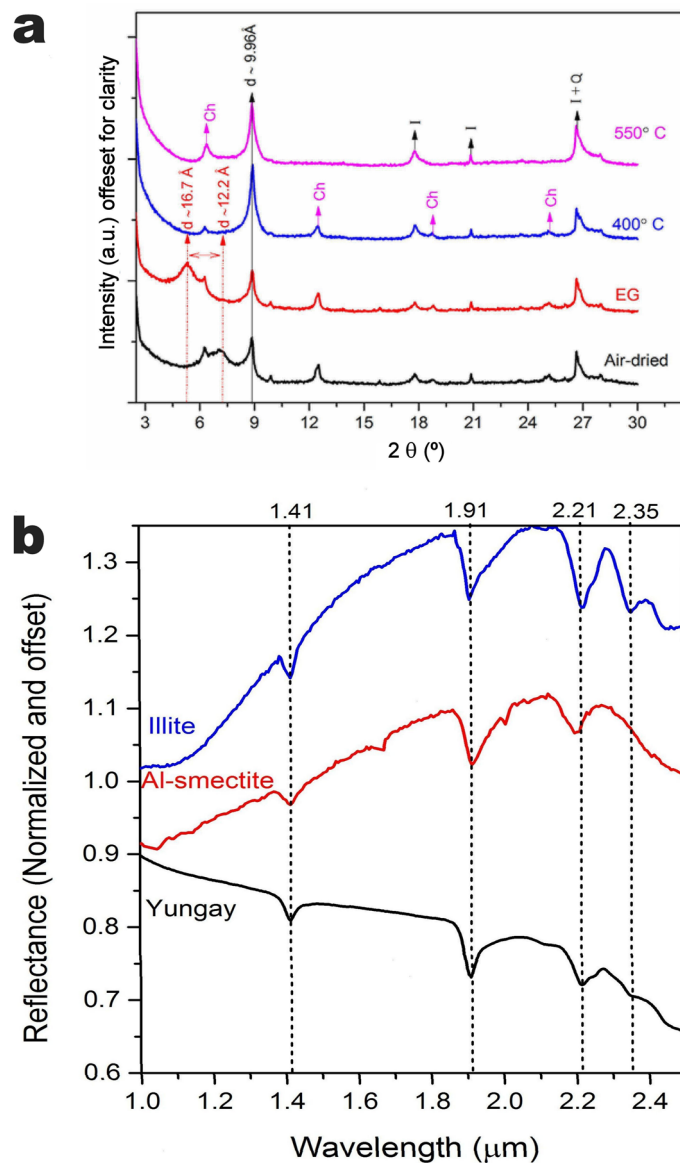 a
Intensity (a.u.) offeset for clarity
Ch
d ~ 9.96Å
I
I
I + Q
550° C
d ~16.7 Å
d ~12.2 Å
Ch
Ch
Ch
400° C
EG
Air-dried
3 6 9 12 15 18 21 24 27 30
2 θ (º)
b
1.41 1.91 2.21 2.35
Reflectance (Normalized and offset)
1.3
1.2
1.1
1.0
0.9
0.8
0.7
0.6
Illite
Al-smectite
Yungay
1.0 1.2 1.4 1.6 1.8 2.0 2.2 2.4
Wavelength (μm)